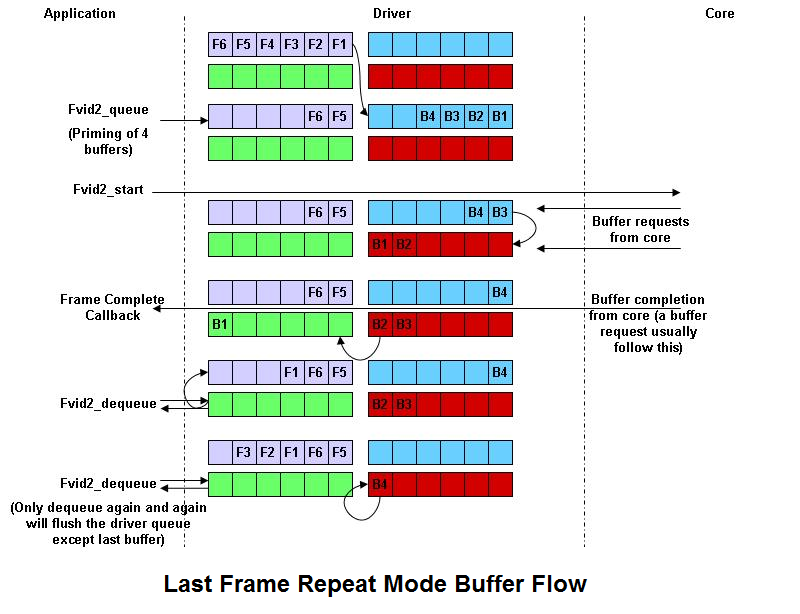 Application Driver Core
F6 F5 F4 F3 F2 F1
Fvid2_queue
(Priming of 4
buffers)
F6 F5 B4 B3 B2 B1
Fvid2_start
F6 F5 B4 B3
B1 B2
Buffer requests
from core
Frame Complete
Callback
F6 F5 B4
B1 B2 B3
Buffer completion
from core (a buffer
request usually
follow this)
F1 F6 F5 B4
Fvid2_dequeue
B2 B3
F3 F2 F1 F6 F5
Fvid2_dequeue
B4
(Only dequeue again and again
will flush the driver queue
except last buffer)
Last Frame Repeat Mode Buffer Flow